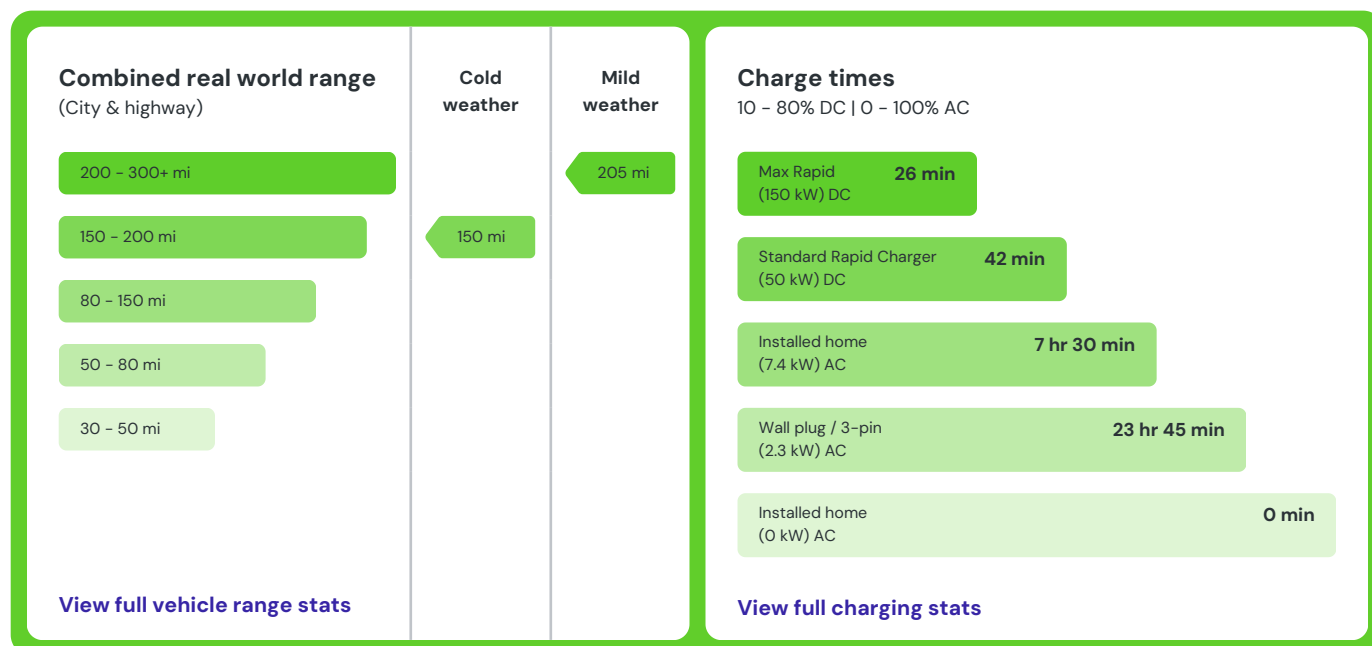 Combined real world range
(City & highway)
Cold
weather
Mild
weather
200 - 300+ mi
205 mi
150 - 200 mi
150 mi
80 - 150 mi
50 - 80 mi
30 - 50 mi
View full vehicle range stats
Charge times
10 - 80% DC | 0 - 100% AC
Max Rapid
(150 kW) DC
26 min
Standard Rapid Charger
(50 kW) DC
42 min
Installed home
(7.4 kW) AC
7 hr 30 min
Wall plug / 3-pin
(2.3 kW) AC
23 hr 45 min
Installed home
(0 kW) AC
0 min
View full charging stats